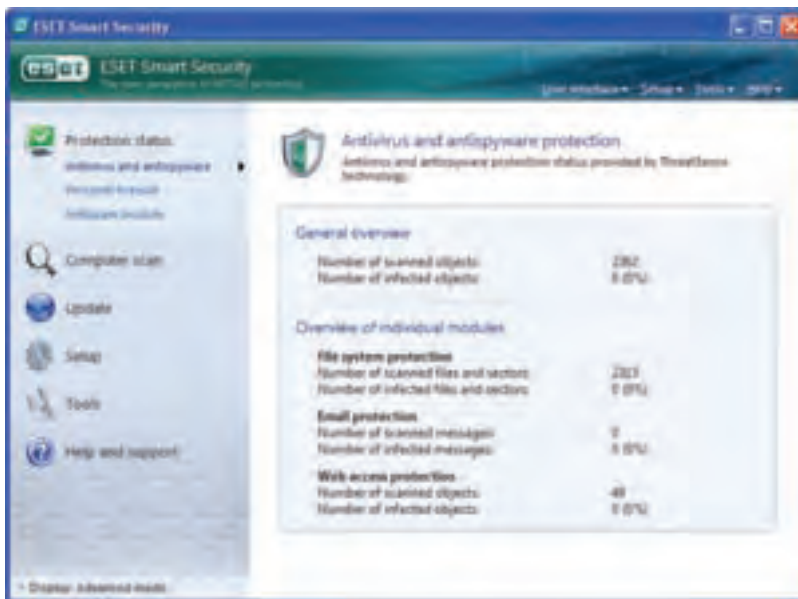 ESET Smart Security
eset ESET Smart Security
User interface Setup Tools Help
Protection status
Antivirus and antispyware
Personal firewall
Antispam module
Computer scan
Update
Setup
Tools
Help and support
Display: Advanced mode
Antivirus and antispyware protection
Antivirus and antispyware protection status provided by ThreatSense
technology.
General overview
Number of scanned objects:
Number of infected objects: 0 (0%)
Overview of individual modules
File system protection
Number of scanned files and sectors:
Number of infected files and sectors: 0 (0%)
Email protection
Number of scanned messages: 0
Number of infected messages: 0 (0%)
Web access protection
Number of scanned objects:
Number of infected objects: 0 (0%)